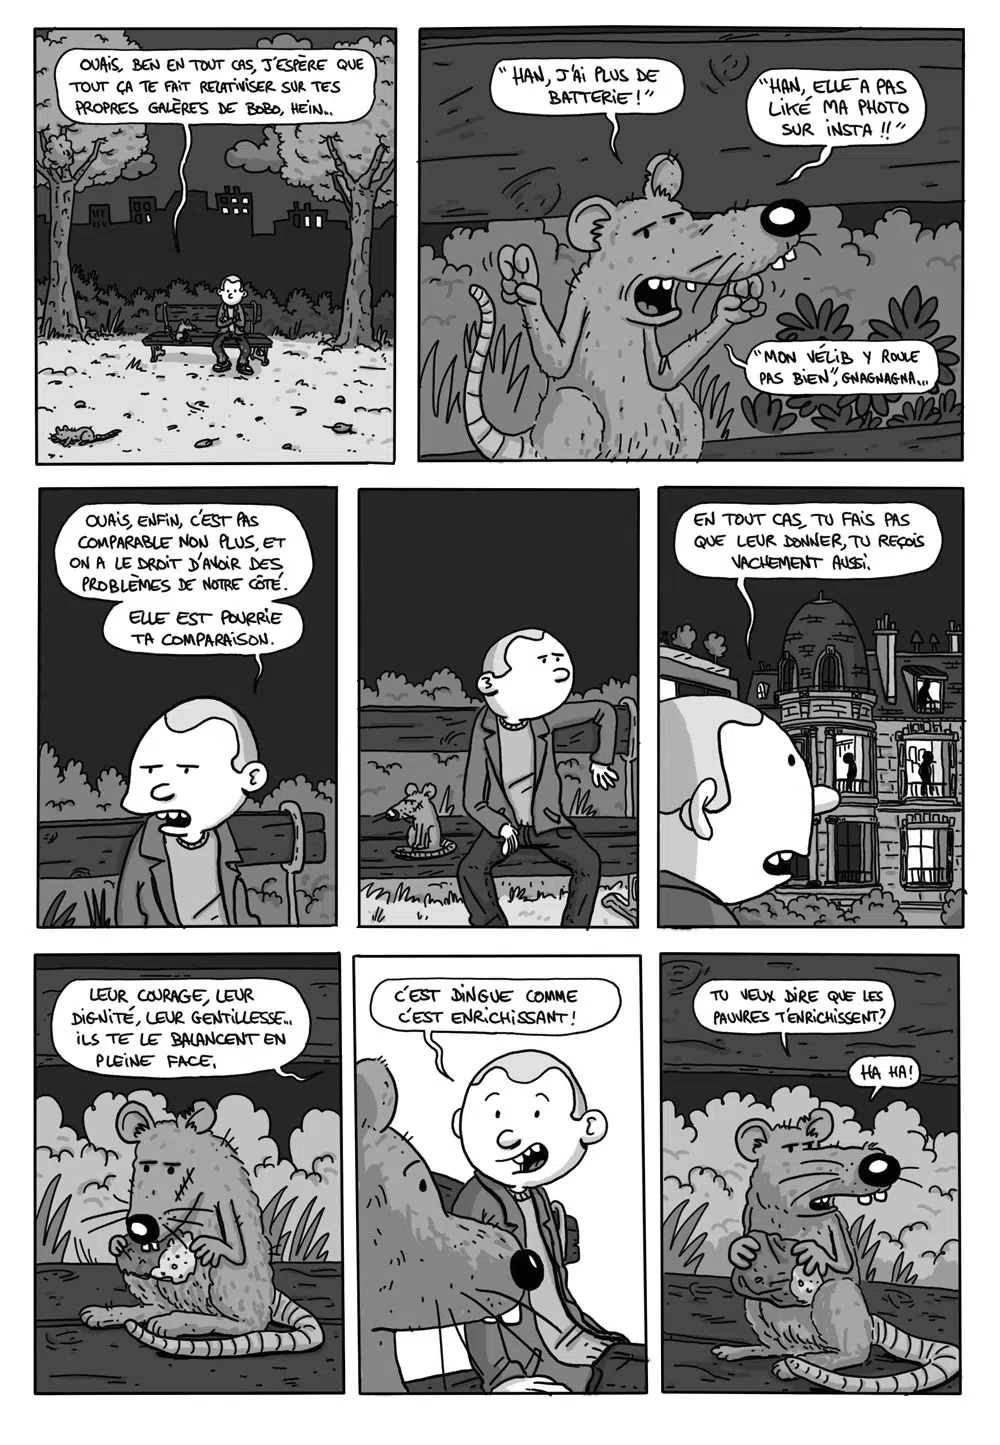 OUAIS, BEN EN TOUT CAS, J'ESPÈRE QUE
TOUT ÇA TE FAIT RELATIVISER SUR TES
PROPRES GALÈRES DE BOBO, HEIN...
"HAN, J'AI PLUS DE
BATTERIE!"
"HAN, ELLE A PAS
LIKÉ MA PHOTO
SUR INSTA !!"
"MON VÉLIB Y ROULE
PAS BIEN", GNAGNAGNA...
OUAIS, ENFIN, C'EST PAS
COMPARABLE NON PLUS, ET
ON A LE DROIT D'AVOIR DES
PROBLÈMES DE NOTRE CÔTÉ.
ELLE EST POURRIE
TA COMPARAISON.
EN TOUT CAS, TU FAIS PAS
QUE LEUR DONNER, TU REÇOIS
VACHEMENT AUSSI.
LEUR COURAGE, LEUR
DIGNITÉ, LEUR GENTILLESSE...
ILS TE LE BALANCENT EN
PLEINE FACE.
C'EST DINGUE COMME
C'EST ENRICHISSANT!
TU VEUX DIRE QUE LES
PAUVRES T'ENRICHISSENT?
HA HA!